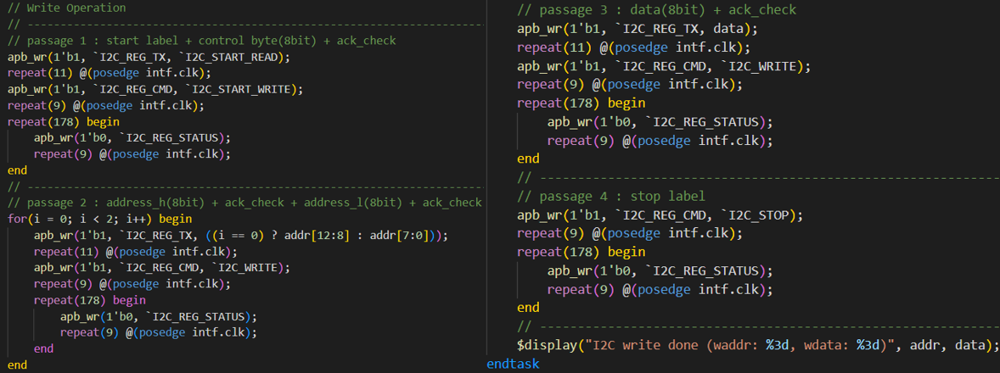 // Write Operation
// ----------------------------------------------------------------------
// passage 1 : start label + control byte(8bit) + ack_check
apb_wr(1'b1, `I2C_REG_TX, `I2C_START_READ);
repeat(11) @(posedge intf.clk);
apb_wr(1'b1, `I2C_REG_CMD, `I2C_START_WRITE);
repeat(9) @(posedge intf.clk);
repeat(178) begin
    apb_wr(1'b0, `I2C_REG_STATUS);
    repeat(9) @(posedge intf.clk);
end
// ----------------------------------------------------------------------
// passage 2 : address_h(8bit) + ack_check + address_l(8bit) + ack_check
for(i = 0; i < 2; i++) begin
    apb_wr(1'b1, `I2C_REG_TX, ((i == 0) ? addr[12:8] : addr[7:0]));
    repeat(11) @(posedge intf.clk);
    apb_wr(1'b1, `I2C_REG_CMD, `I2C_WRITE);
    repeat(9) @(posedge intf.clk);
    repeat(178) begin
        apb_wr(1'b0, `I2C_REG_STATUS);
        repeat(9) @(posedge intf.clk);
    end
end
// passage 3 : data(8bit) + ack_check
apb_wr(1'b1, `I2C_REG_TX, data);
repeat(11) @(posedge intf.clk);
apb_wr(1'b1, `I2C_REG_CMD, `I2C_WRITE);
repeat(9) @(posedge intf.clk);
repeat(178) begin
    apb_wr(1'b0, `I2C_REG_STATUS);
    repeat(9) @(posedge intf.clk);
end
// ----------------------------------------------------------
// passage 4 : stop label
apb_wr(1'b1, `I2C_REG_CMD, `I2C_STOP);
repeat(9) @(posedge intf.clk);
repeat(178) begin
    apb_wr(1'b0, `I2C_REG_STATUS);
    repeat(9) @(posedge intf.clk);
end
// ----------------------------------------------------------
$display("I2C write done (waddr: %3d, wdata: %3d)", addr, data);
endtask